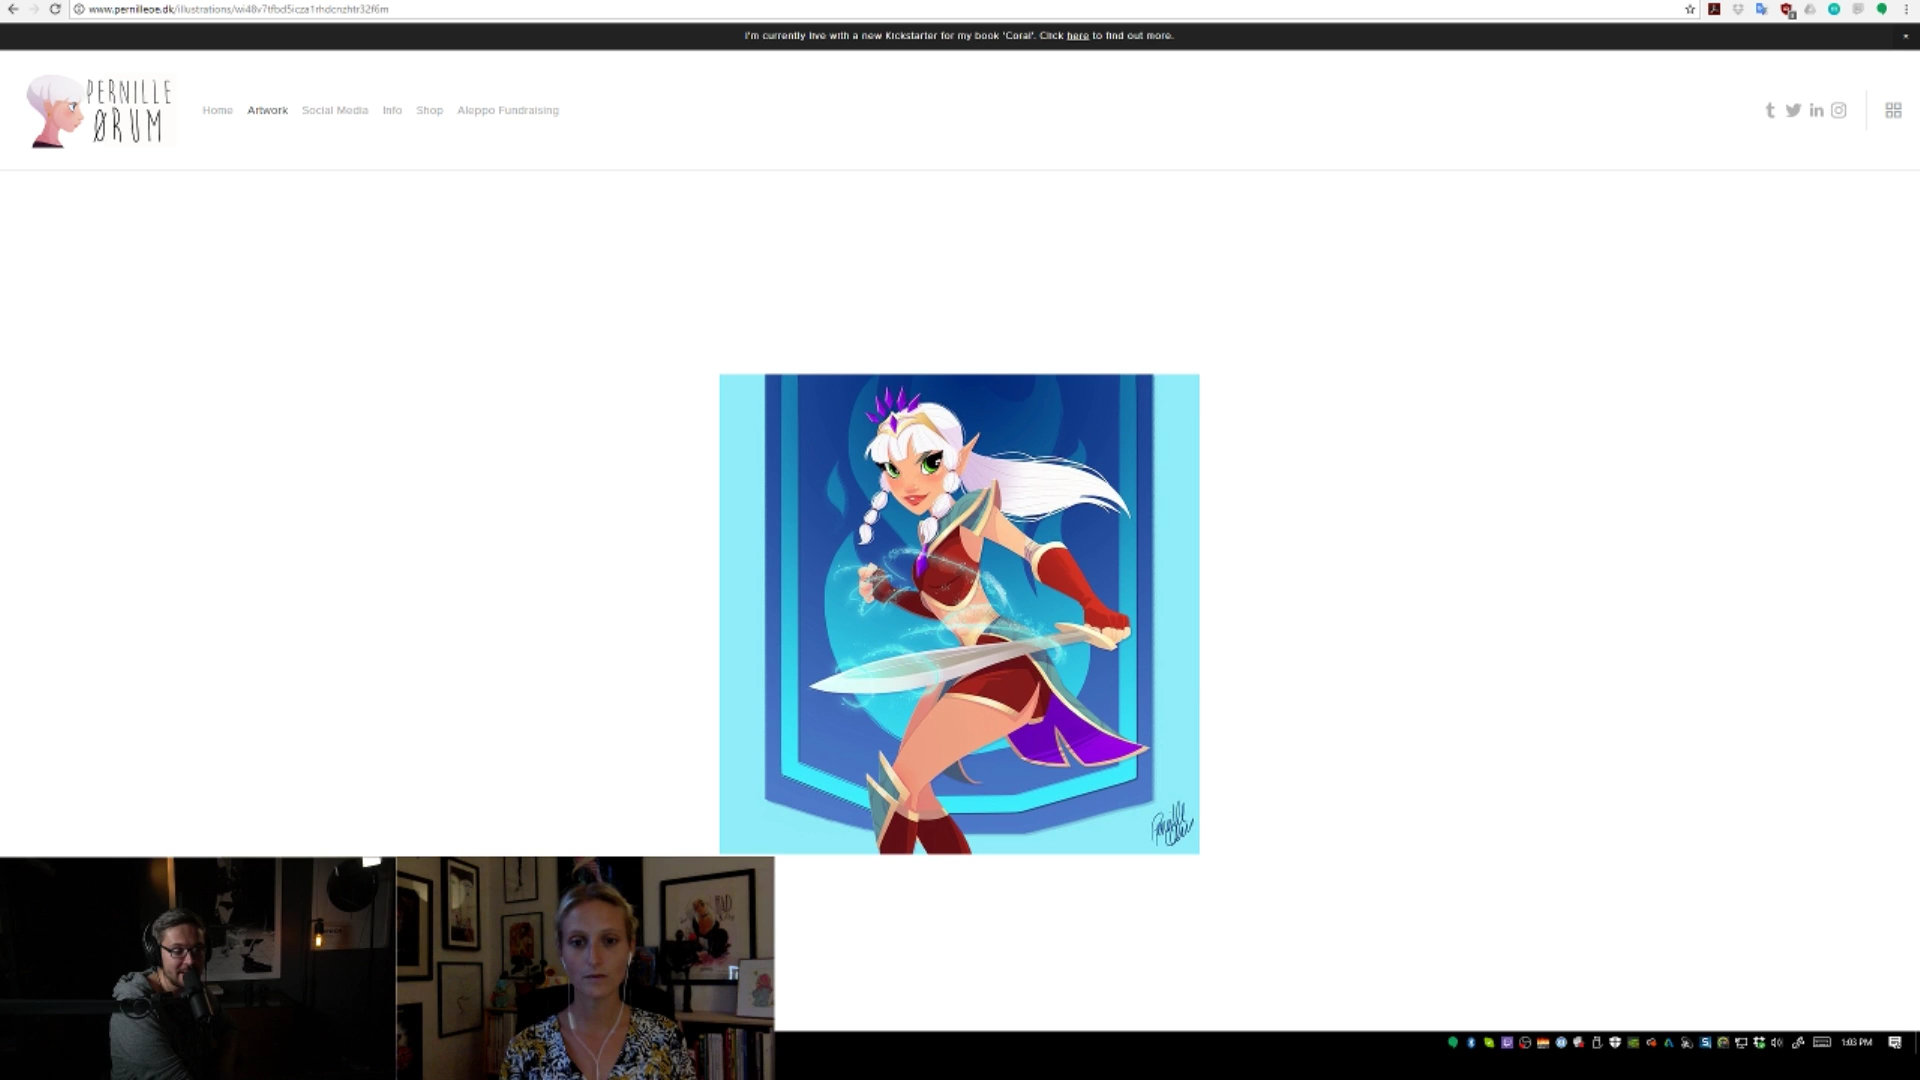 www.pernilleoe.dk/illustrations/wi48v7tfbd5icza1rhdcnzhtr32f6m
I'm currently live with a new Kickstarter for my book 'Coral'. Click here to find out more.
PERNILLE
ØRUM
Home Artwork Social Media Info Shop Aleppo Fundraising
1:03 PM